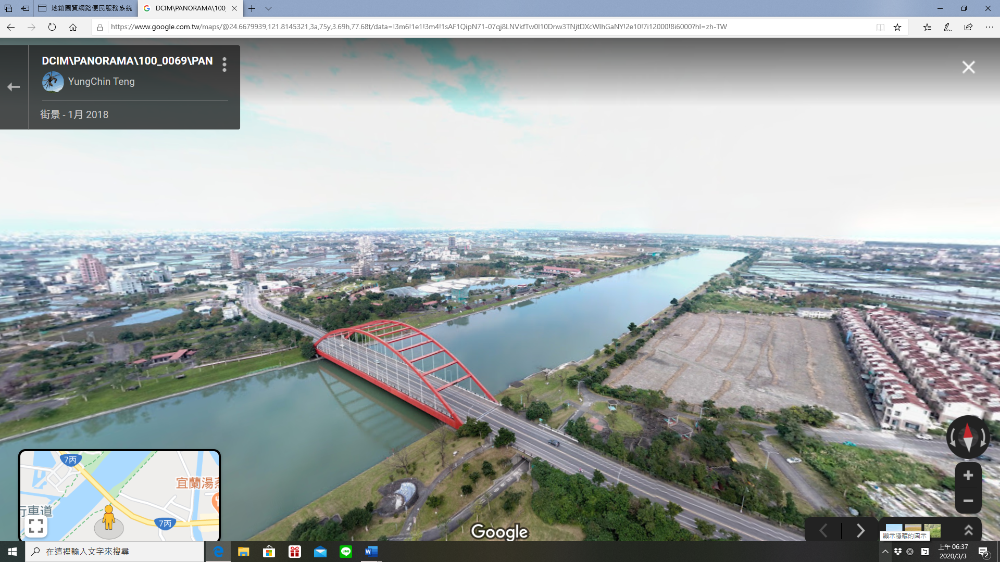 地籍圖資網路便民服務系統
DCIM\PANORAMA\100_
https://www.google.com.tw/maps/@24.6679939,121.8145321,3a,75y,3.69h,77.68t/data=!3m6!1e1!3m4!1sAF1QipN71-07qj8LNVkfTw0I10Dnw3TNjtDXcWIhGaNY!2e10!7i12000!8i6000?hl=zh-TW
DCIM\PANORAMA\100_0069\PAN
YungChin Teng
街景 - 1月 2018
7丙
宜蘭湯
行車道
7丙
Google
顯示隱藏的圖示
在這裡輸入文字來搜尋
LINE
上午 06:37
2020/3/3
2